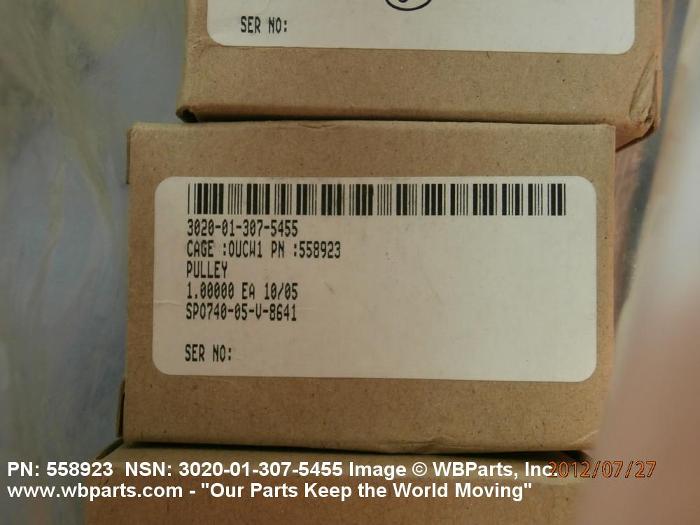 SER NO:
3020-01-307-5455
CAGE :0UCW1 PN :558923
PULLEY
1.00000 EA 10/05
SPO740-05-V-8641
SER NO:
PN: 558923 NSN: 3020-01-307-5455 Image © WBParts, Inc. 2012/07/27
www.wbparts.com - "Our Parts Keep the World Moving"